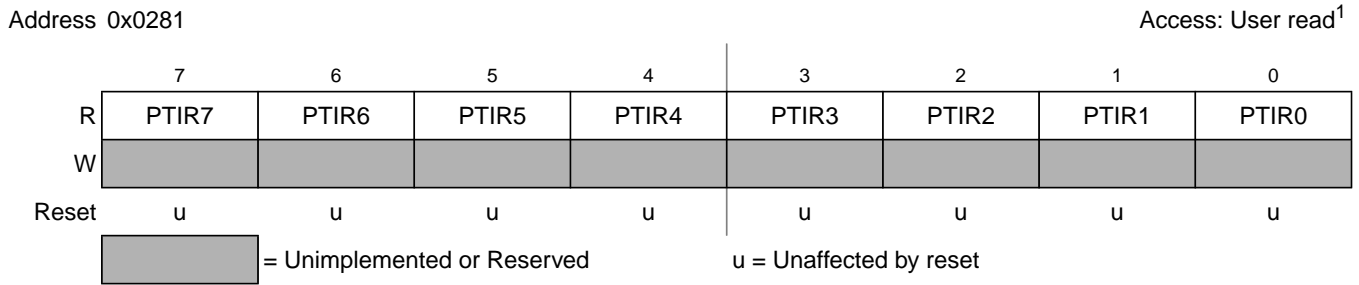 Address 0x0281 Access: User read1
7 6 5 4 3 2 1 0
R PTIR7 PTIR6 PTIR5 PTIR4 PTIR3 PTIR2 PTIR1 PTIR0
W
Reset u u u u u u u u
= Unimplemented or Reserved u = Unaffected by reset